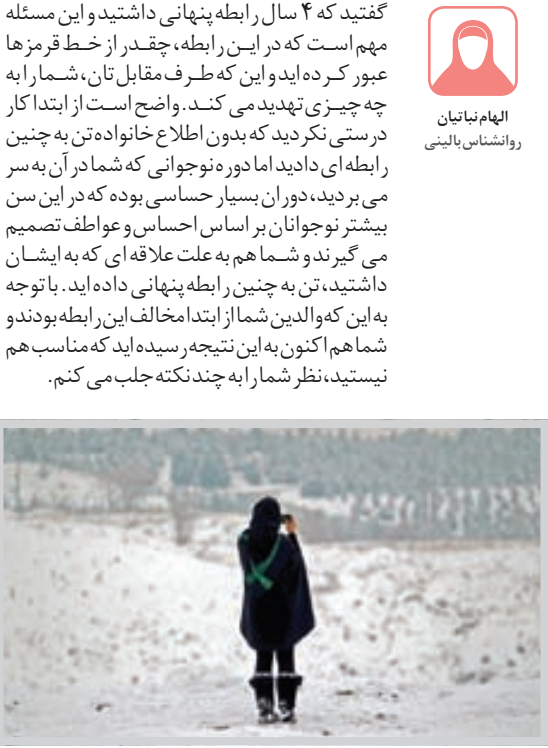 الهام نباتیان
روانشناس بالینی
گفتید که ۴ سال رابطه پنهانی داشتید و این مسئله
مهم است که در این رابطه، چقدر از خط قرمزها
عبور کرده اید و این که طرف مقابل تان، شما را به
چه چیزی تهدید می کند. واضح است از ابتدا کار
درستی نکردید که بدون اطلاع خانواده تن به چنین
رابطه ای دادید اما دوره نوجوانی که شما در آن به سر
می بردید، دوران بسیار حساسی بوده که در این سن
بیشتر نوجوانان بر اساس احساس و عواطف تصمیم
می گیرند و شما هم به علت علاقه ای که به ایشان
داشتید، تن به چنین رابطه پنهانی داده اید. با توجه
به این که والدین شما از ابتدا مخالف این رابطه بودند و
شما هم اکنون به این نتیجه رسیده اید که مناسب هم
نیستید، نظر شما را به چند نکته جلب می کنم.